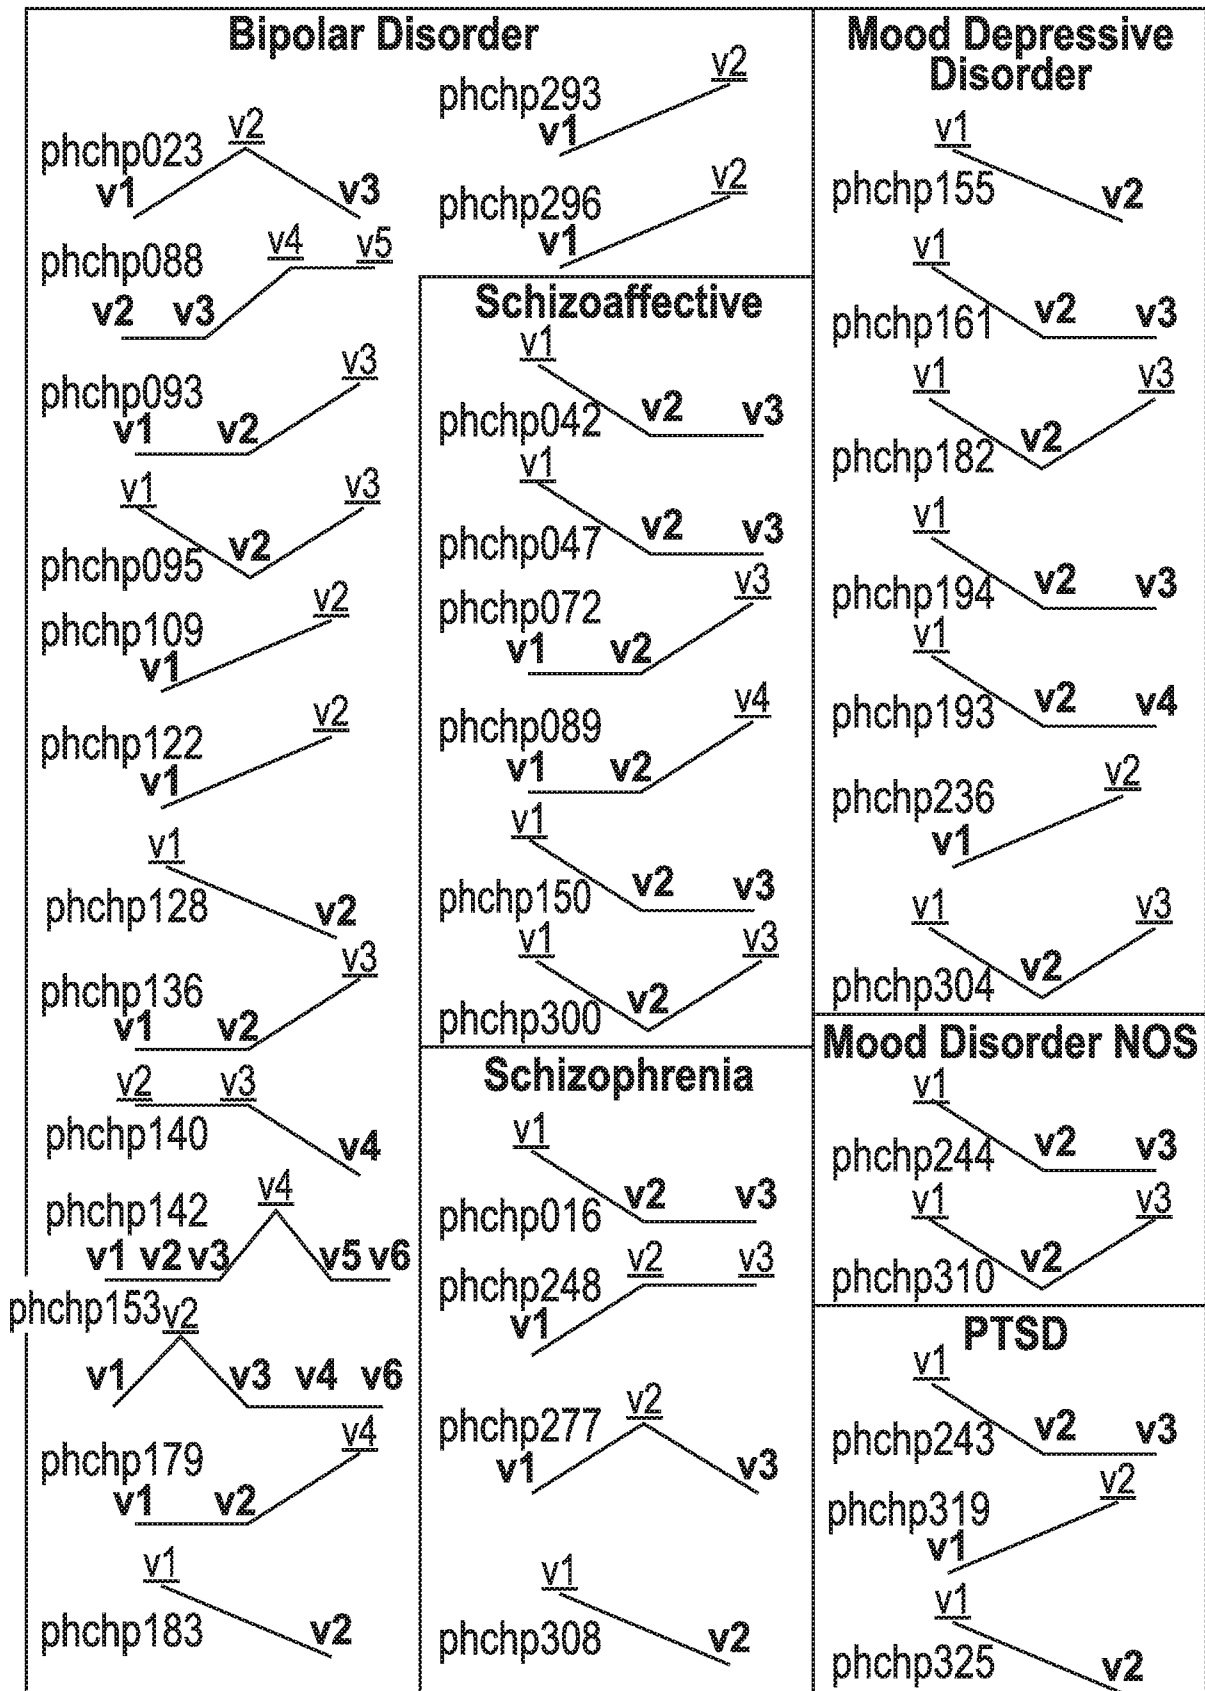 Bipolar Disorder
phchp023
v1 v2 v3
phchp088
v2 v3 v4 v5
phchp093
v1 v2 v3
v1 v2 v3
phchp095
phchp109
v1 v2
phchp122
v1 v2
v1 v2
phchp128
phchp136
v1 v2 v3
v2 v3 v4
phchp140
phchp142
v1 v2 v3 v4 v5 v6
phchp153
v1 v2 v3 v4 v6
phchp179
v1 v2 v4
v1 v2
phchp183
phchp293
v1 v2
phchp296
v1 v2
Schizoaffective
v1 v2 v3
phchp042
v1 v2 v3
phchp047
phchp072
v1 v2 v3
phchp089
v1 v2 v4
v1 v2 v3
phchp150
v1 v2 v3
phchp300
Schizophrenia
v1 v2 v3
phchp016
phchp248
v1 v2 v3
phchp277
v1 v2 v3
v1 v2
phchp308
Mood Depressive
Disorder
v1 v2
phchp155
v1 v2 v3
phchp161
v1 v2 v3
phchp182
v1 v2 v3
phchp194
v1 v2 v4
phchp193
phchp236
v1 v2
v1 v2 v3
phchp304
Mood Disorder NOS
v1 v2 v3
phchp244
v1 v2 v3
phchp310
PTSD
v1 v2 v3
phchp243
phchp319
v1 v2
v1 v2
phchp325